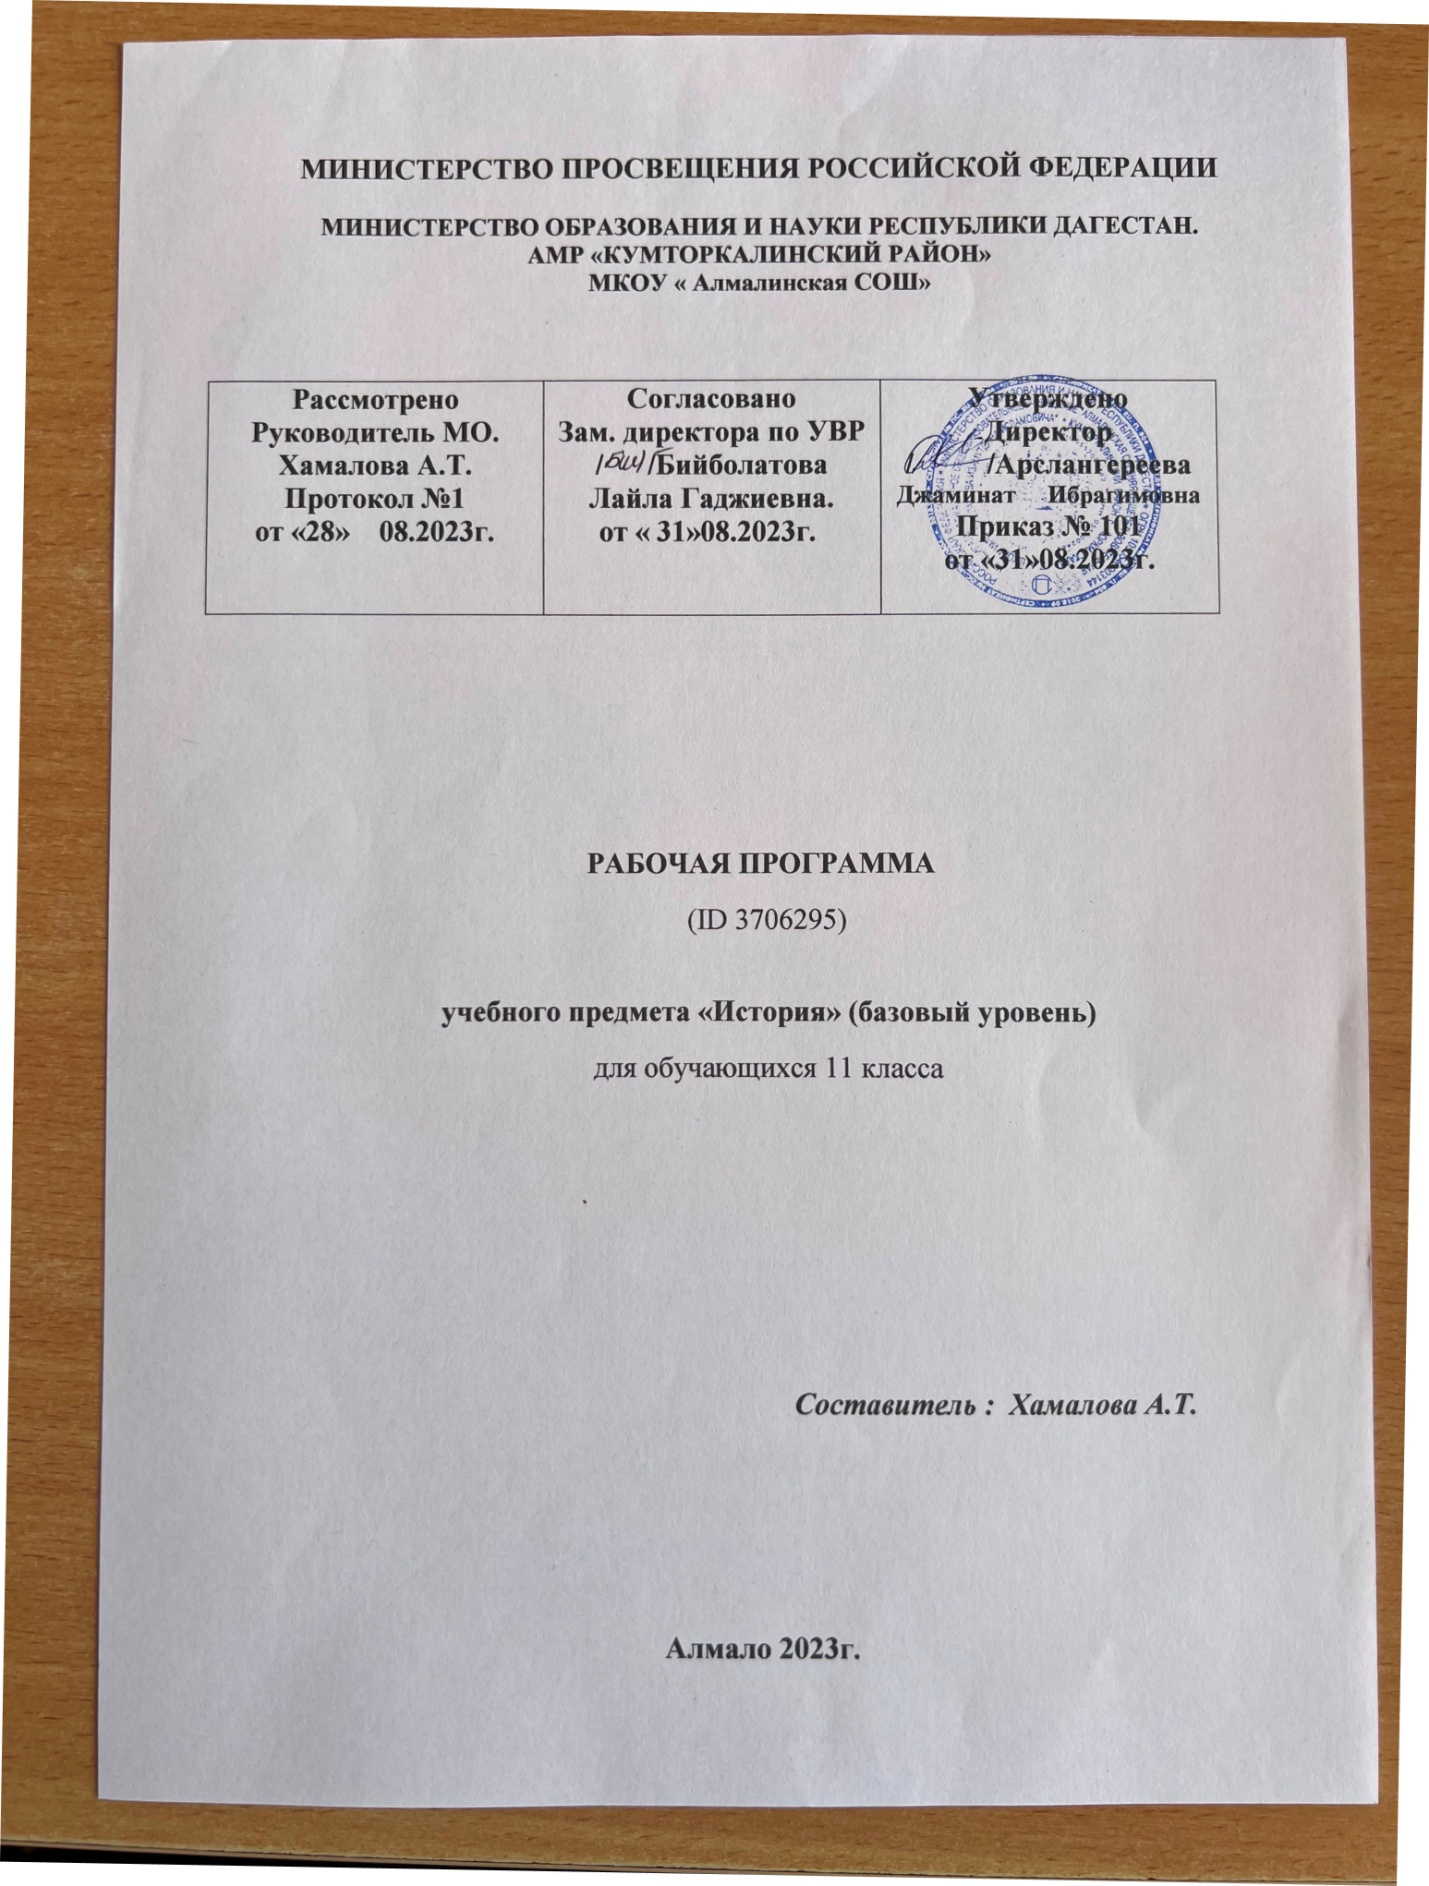 МИНИСТЕРСТВО ПРОСВЕЩЕНИЯ РОССИЙСКОЙ ФЕДЕРАЦИИ
МИНИСТЕРСТВО ОБРАЗОВАНИЯ И НАУКИ РЕСПУБЛИКИ ДАГЕСТАН.
АМР «КУМТОРКАЛИНСКИЙ РАЙОН»
МКОУ « Алмалинская СОШ»
Рассмотрено
Руководитель МО.
Хамалова А.Т.
Протокол №1
от «28» 08.2023г.
Согласовано
Зам. директора по УВР
/Бийболатова
Лайла Гаджиевна.
от « 31»08.2023г.
Утверждено
Директор
/Арслангереева
Джаминат Ибрагимовна
Приказ № 101
от «31»08.2023г.
РАБОЧАЯ ПРОГРАММА
(ID 3706295)
учебного предмета «История» (базовый уровень)
для обучающихся 11 класса
Составитель : Хамалова А.Т.
Алмало 2023г.